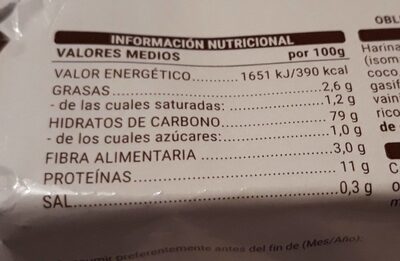 INFORMACIÓN NUTRICIONAL
VALORES MEDIOS por 100g
VALOR ENERGÉTICO 1651 kJ/390 kcal
GRASAS 2,6 g
- de las cuales saturadas: 1,2 g
HIDRATOS DE CARBONO 79 g
- de los cuales azúcares: 1,0 g
FIBRA ALIMENTARIA 3,0 g
PROTEÍNAS 11 g
SAL 0,3 g
preferentemente antes del fin de (Mes/Año):
OBL
Harina
(isom
coco
gasif
vain
rico
de